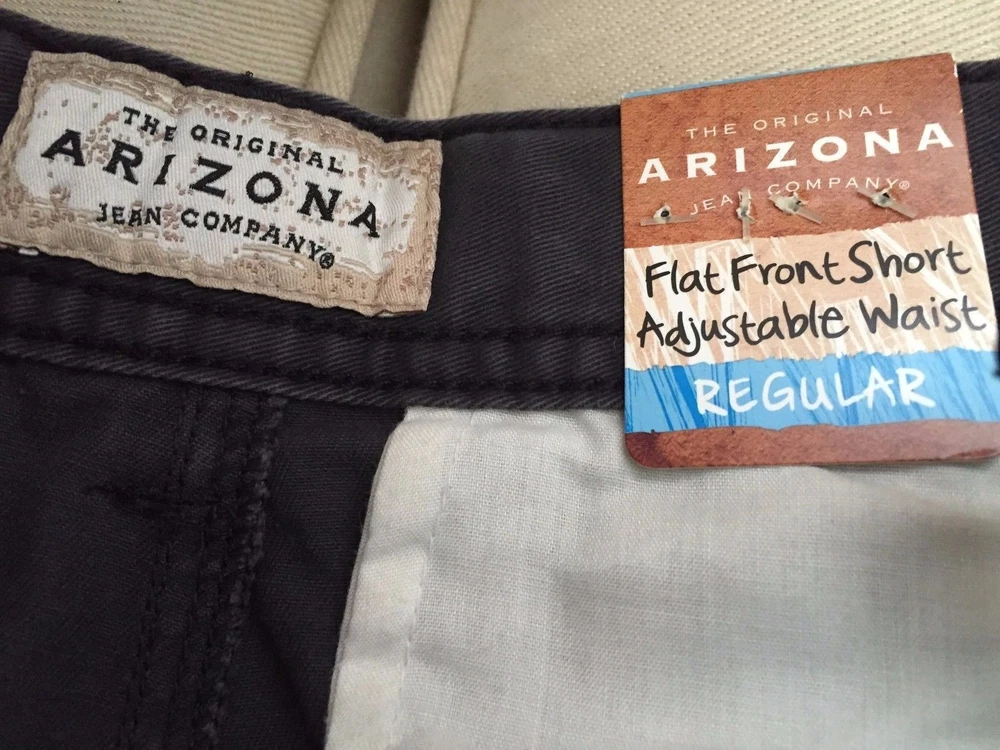 THE ORIGINAL
ARIZONA
JEAN COMPANY®
THE ORIGINAL
ARIZONA
JEAN COMPANY®
Flat Front Short
Adjustable Waist
REGULAR